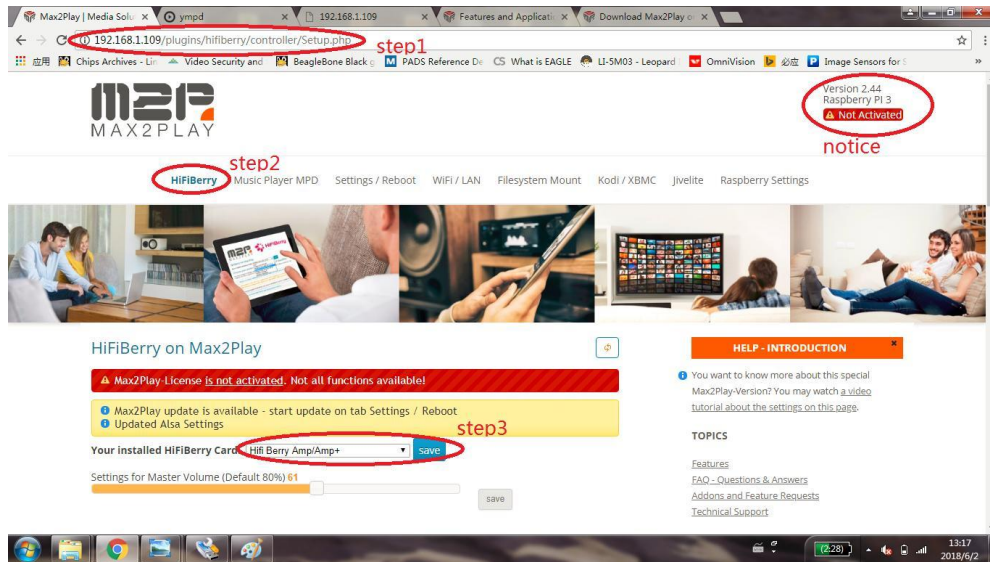 Max2Play | Media Solu
ympd
192.168.1.109
Features and Applicatio
Download Max2Play o
192.168.1.109/plugins/hifiberry/controller/Setup.php
step1
应用
Chips Archives - Lin
Video Security and
BeagleBone Black g
PADS Reference De
CS What is EAGLE
LI-5M03 - Leopard
OmniVision
必应
Image Sensors for S
M2P
MAX2PLAY
Version 2.44
Raspberry PI 3
Not Activated
notice
step2
HiFiBerry
Music Player MPD
Settings / Reboot
WiFi / LAN
Filesystem Mount
Kodi / XBMC
Jivelite
Raspberry Settings
M2P HiFiBerry
HiFiBerry on Max2Play
Max2Play-License is not activated. Not all functions available!
Max2Play update is available - start update on tab Settings / Reboot
Updated Alsa Settings
step3
Your installed HiFiBerry Card
Hifi Berry Amp/Amp+
save
Settings for Master Volume (Default 80%) 61
save
HELP - INTRODUCTION
You want to know more about this special
Max2Play-Version? You may watch a video
tutorial about the settings on this page.
TOPICS
Features
FAQ - Questions & Answers
Addons and Feature Requests
Technical Support
(2:28)
13:17
2018/6/2